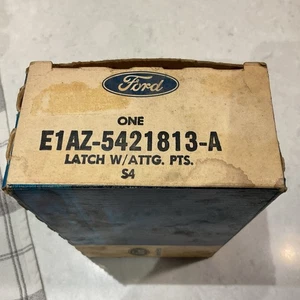 Ford
ONE
E1AZ-5421813-A
LATCH W/ATTG. PTS.
S4